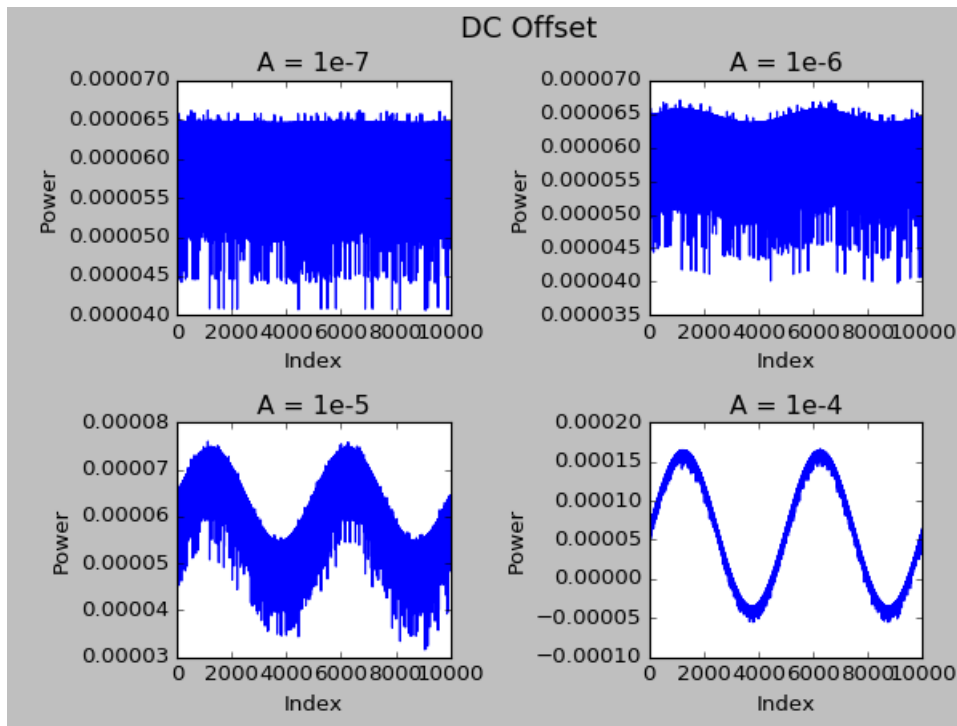 DC Offset
A = 1e-7
0.000070
0.000065
0.000060
0.000055
0.000050
0.000045
0.000040
Power
0 2000 4000 6000 8000 10000
Index
A = 1e-6
0.000070
0.000065
0.000060
0.000055
0.000050
0.000045
0.000040
0.000035
Power
0 2000 4000 6000 8000 10000
Index
A = 1e-5
0.00008
0.00007
0.00006
0.00005
0.00004
0.00003
Power
0 2000 4000 6000 8000 10000
Index
A = 1e-4
0.00020
0.00015
0.00010
0.00005
0.00000
−0.00005
−0.00010
Power
0 2000 4000 6000 8000 10000
Index